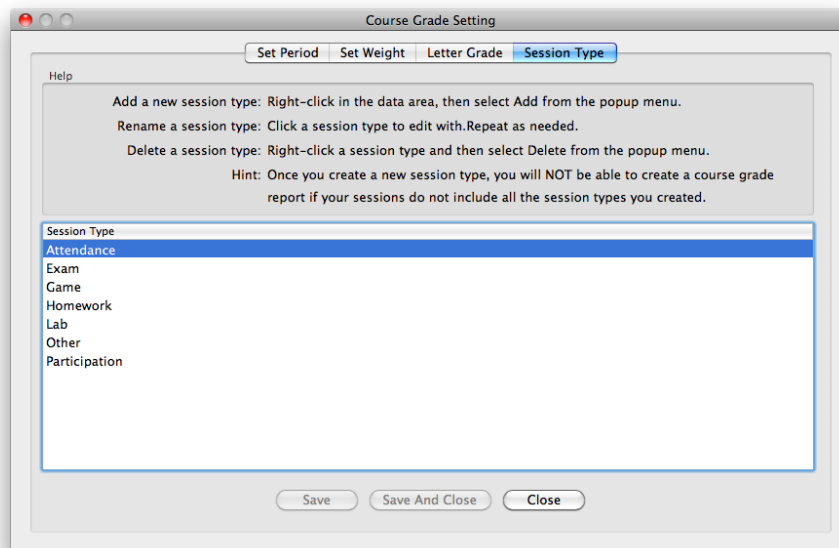 Course Grade Setting
Set Period Set Weight Letter Grade Session Type
Help
Add a new session type: Right-click in the data area, then select Add from the popup menu.
Rename a session type: Click a session type to edit with.Repeat as needed.
Delete a session type: Right-click a session type and then select Delete from the popup menu.
Hint: Once you create a new session type, you will NOT be able to create a course grade
report if your sessions do not include all the session types you created.
Session Type
Attendance
Exam
Game
Homework
Lab
Other
Participation
Save Save And Close Close